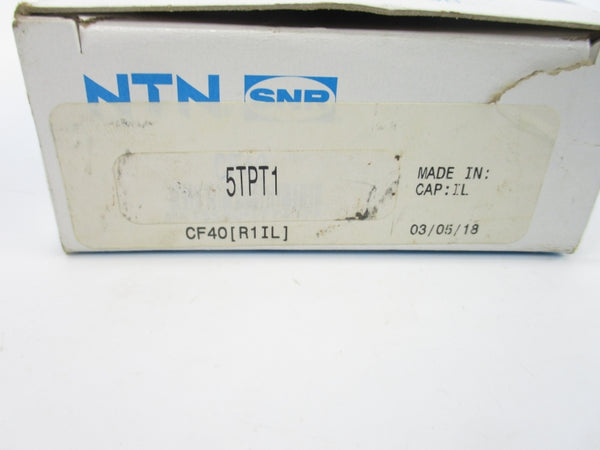 NTN SNR
5TPT1
MADE IN:
CAP:IL
CF40[R1IL]
03/05/18